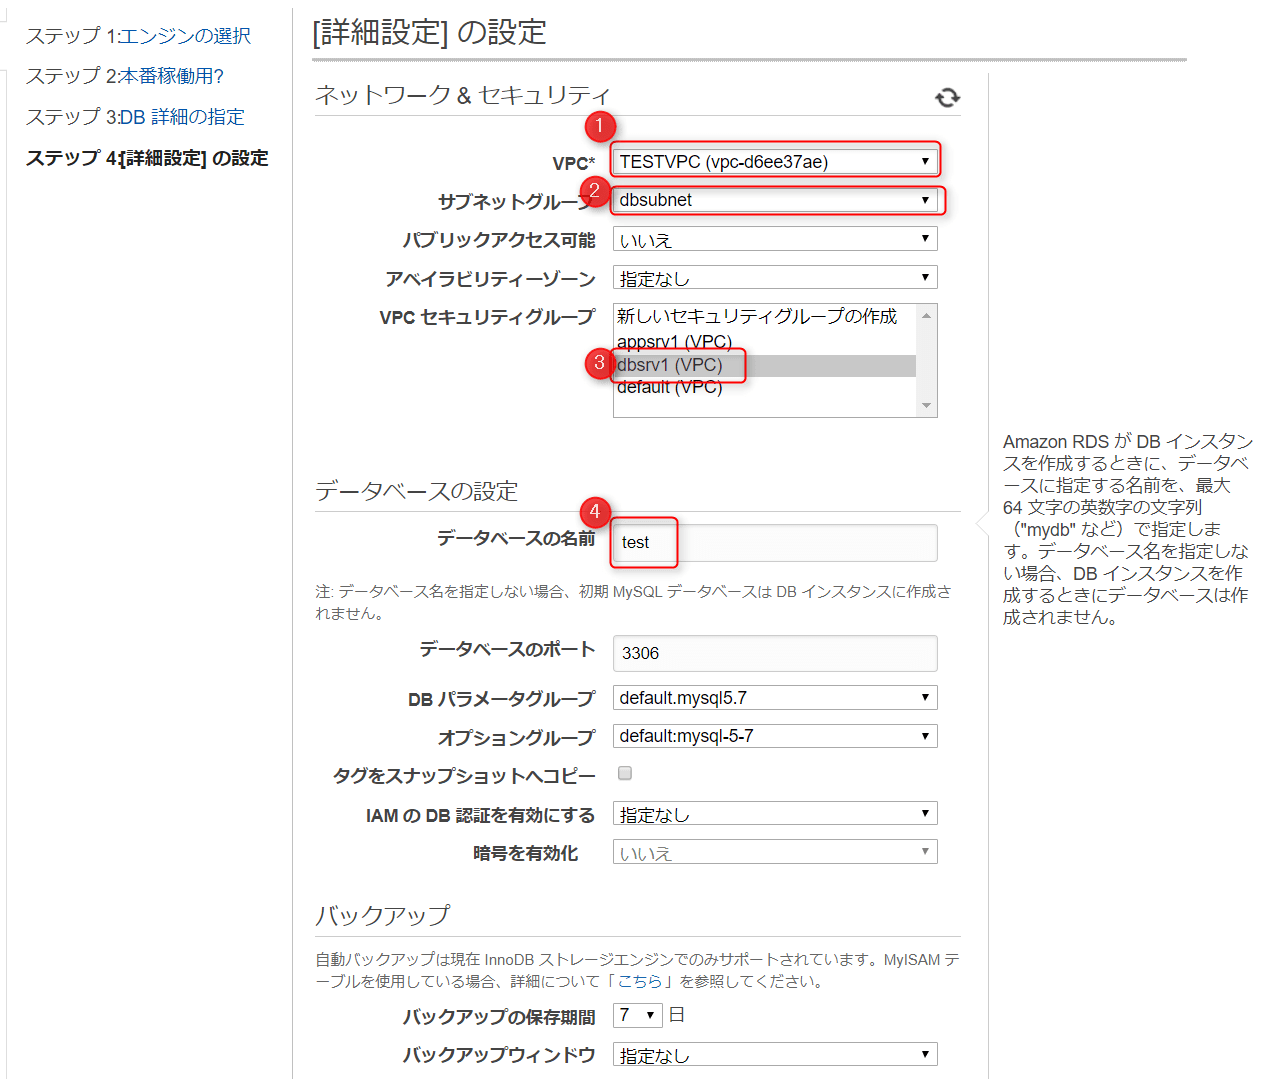 ステップ 1:エンジンの選択
ステップ 2:本番稼働用?
ステップ 3:DB 詳細の指定
ステップ 4:[詳細設定] の設定
[詳細設定] の設定
ネットワーク & セキュリティ
1
VPC* TESTVPC (vpc-d6ee37ae)
2
サブネットグループ dbsubnet
パブリックアクセス可能 いいえ
アベイラビリティーゾーン 指定なし
VPC セキュリティグループ 新しいセキュリティグループの作成
appsrv1 (VPC)
3
dbsrv1 (VPC)
default (VPC)
データベースの設定
4
データベースの名前 test
注: データベース名を指定しない場合、初期 MySQL データベースは DB インスタンスに作成さ
れません。
データベースのポート 3306
DB パラメータグループ default.mysql5.7
オプショングループ default:mysql-5-7
タグをスナップショットへコピー
IAM の DB 認証を有効にする 指定なし
暗号を有効化 いいえ
バックアップ
自動バックアップは現在 InnoDB ストレージエンジンでのみサポートされています。MyISAM テ
ーブルを使用している場合、詳細について「 こちら 」を参照してください。
バックアップの保存期間 7 日
バックアップウィンドウ 指定なし
Amazon RDS が DB インスタン
スを作成するときに、データベ
ースに指定する名前を、最大
64 文字の英数字の文字列
（"mydb" など）で指定しま
す。データベース名を指定しな
い場合、DB インスタンスを作
成するときにデータベースは作
成されません。